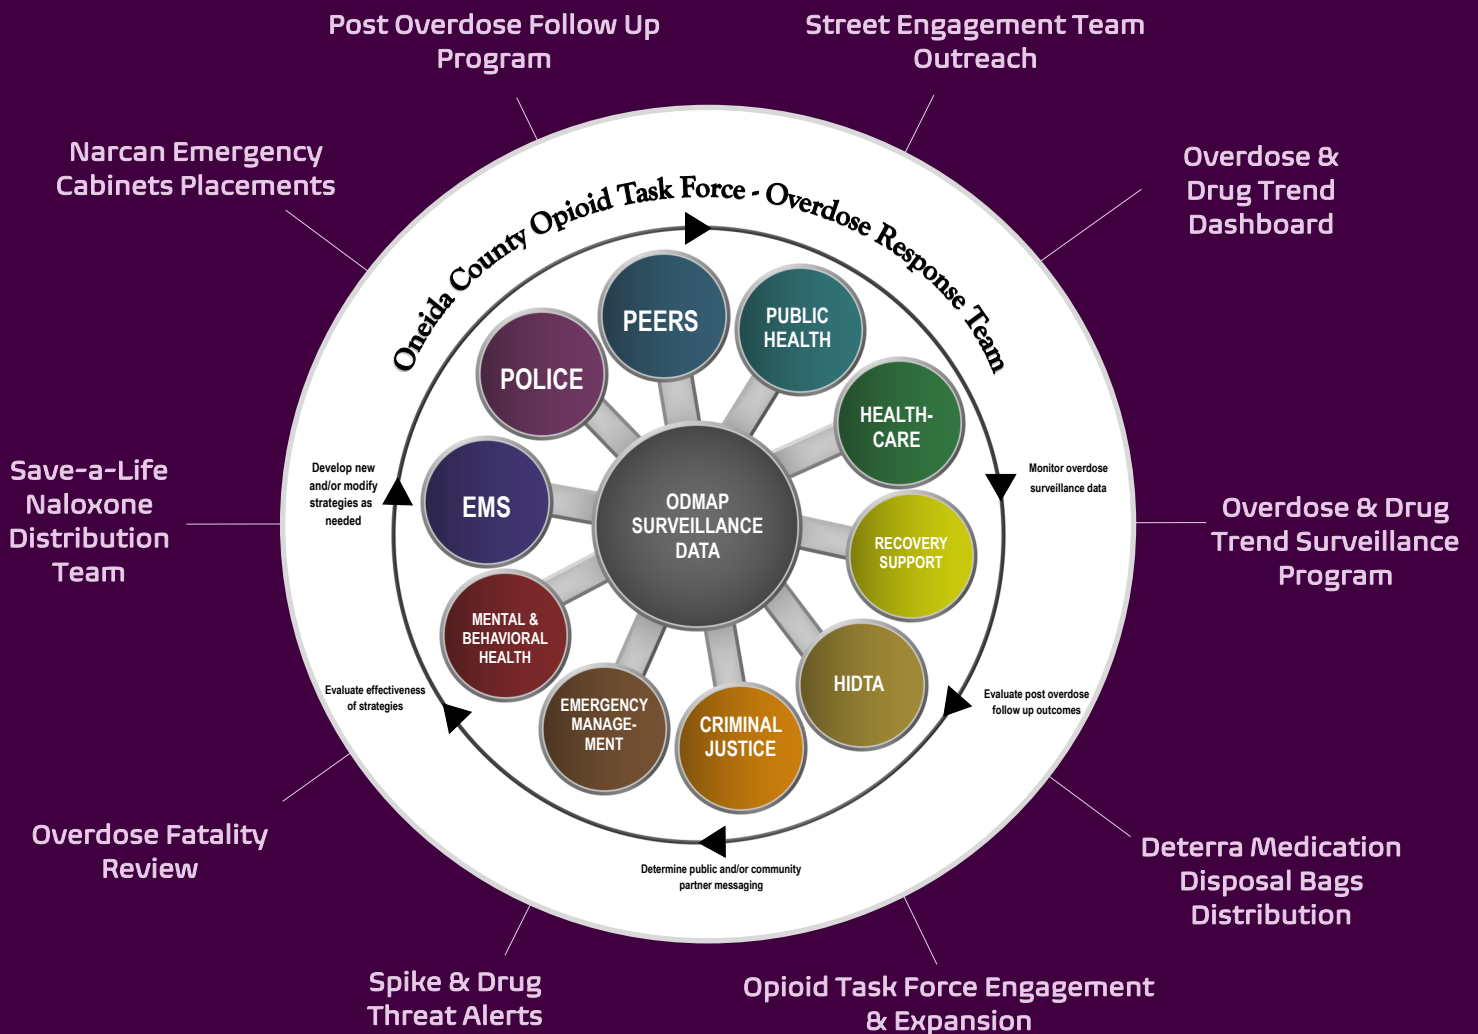 Post Overdose Follow Up
Program
Street Engagement Team
Outreach
Narcan Emergency
Cabinets Placements
Overdose &
Drug Trend
Dashboard
Oneida County Opioid Task Force - Overdose Response Team
PEERS
PUBLIC
HEALTH
POLICE
HEALTH-
CARE
Develop new
and/or modify
strategies as
needed
Monitor overdose
surveillance data
Save-a-Life
Naloxone
Distribution
Team
EMS
ODMAP
SURVEILLANCE
DATA
RECOVERY
SUPPORT
Overdose & Drug
Trend Surveillance
Program
MENTAL &
BEHAVIORAL
HEALTH
HIDTA
Evaluate effectiveness
of strategies
Evaluate post overdose
follow up outcomes
EMERGENCY
MANAGE-
MENT
CRIMINAL
JUSTICE
Overdose Fatality
Review
Determine public and/or community
partner messaging
Deterra Medication
Disposal Bags
Distribution
Spike & Drug
Threat Alerts
Opioid Task Force Engagement
& Expansion